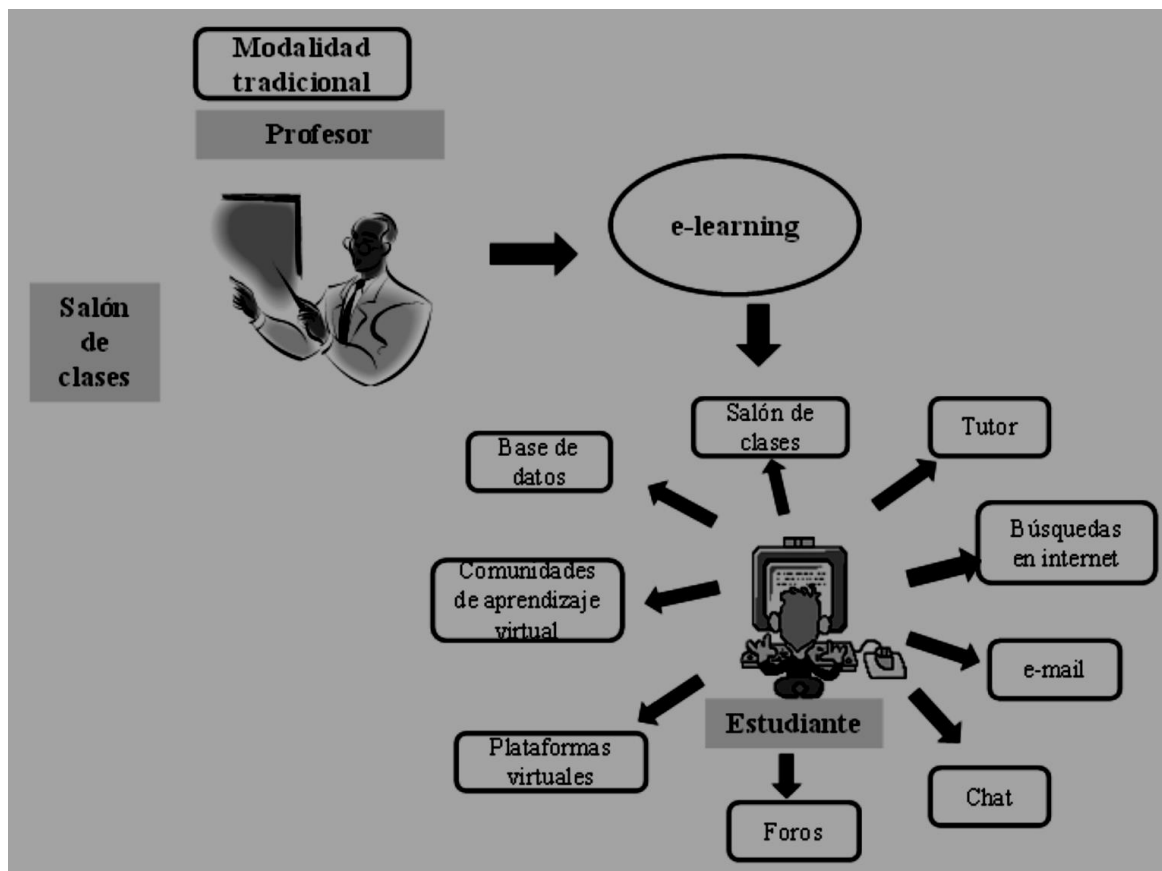 Modalidad
tradicional
Profesor
e-learning
Salón
de
clases
Salón de
clases
Tutor
Base de
datos
Búsquedas
en internet
Comunidades
de aprendizaje
virtual
e-mail
Estudiante
Plataformas
virtuales
Chat
Foros